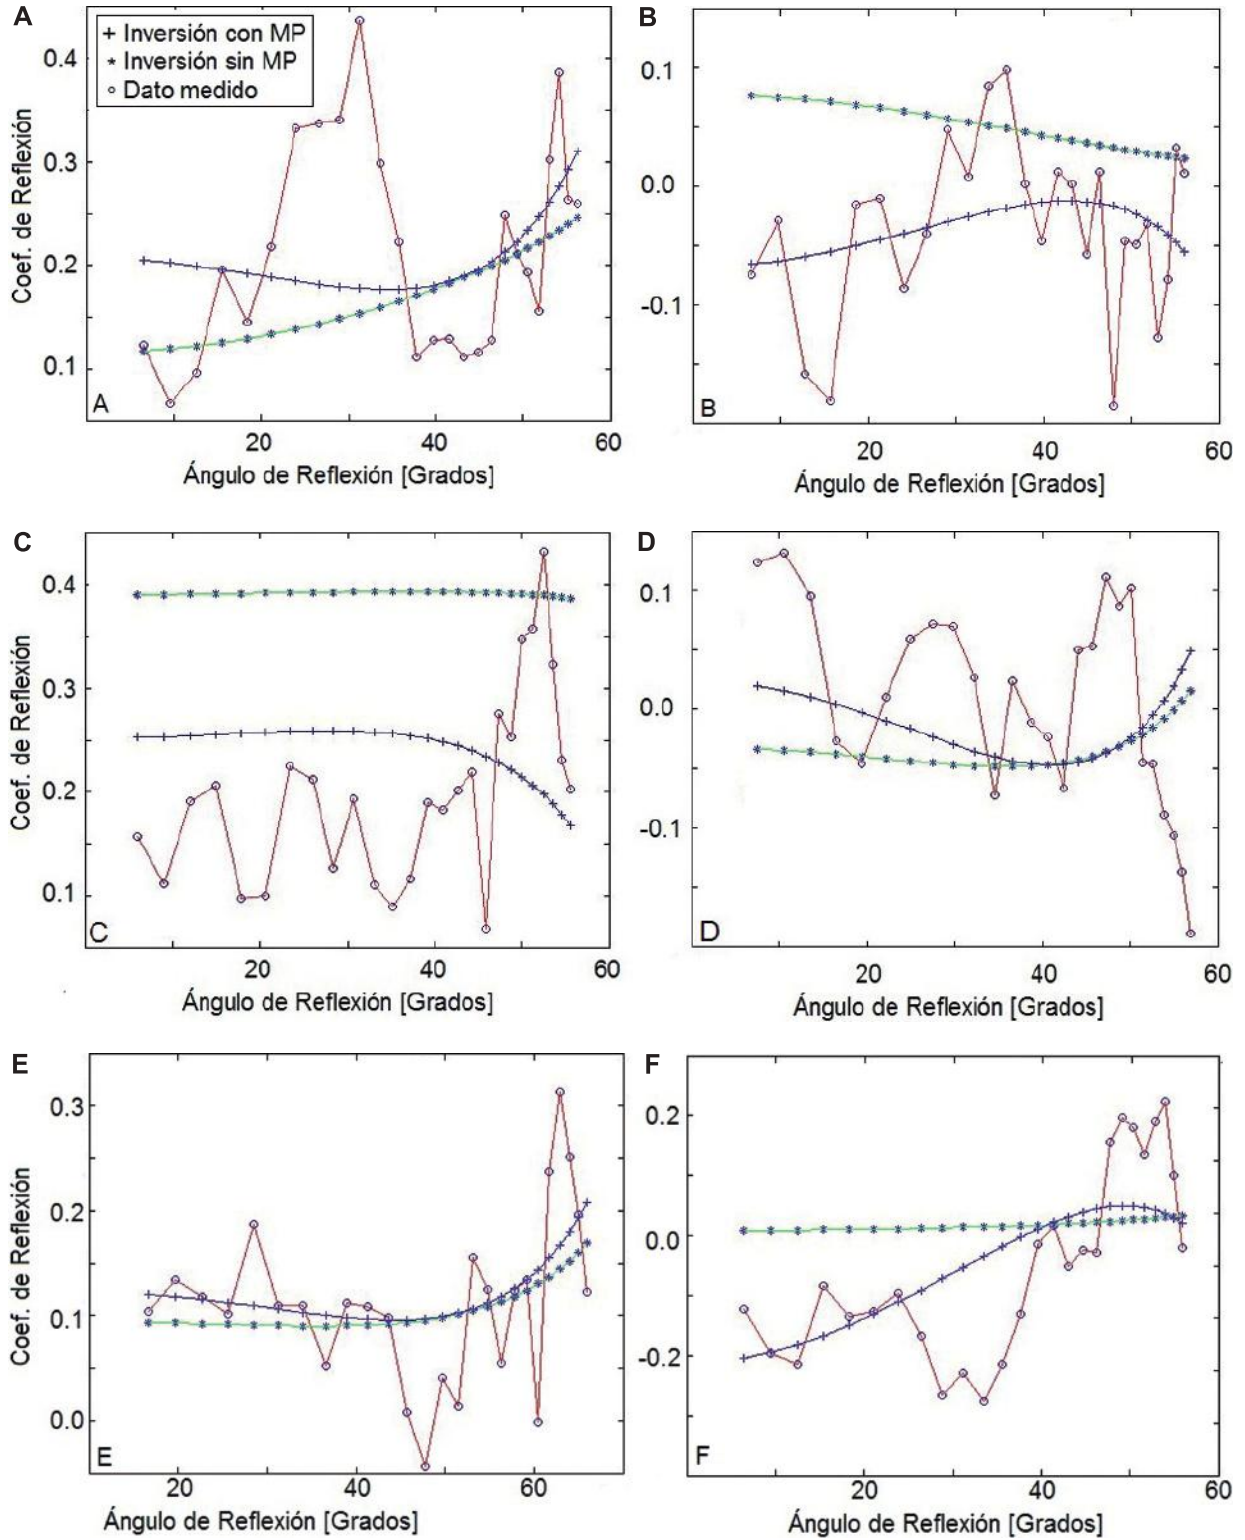 A
B
+ Inversión con MP
* Inversión sin MP
o Dato medido
0.4
0.3
0.2
0.1
Coef. de Reflexión
A
20
40
60
Ángulo de Reflexión [Grados]
0.1
0.0
-0.1
B
20
40
60
Ángulo de Reflexión [Grados]
C
D
0.4
0.3
0.2
0.1
Coef. de Reflexión
C
20
40
60
Ángulo de Reflexión [Grados]
0.1
0.0
-0.1
D
20
40
60
Ángulo de Reflexión [Grados]
E
F
0.3
0.2
0.1
0.0
Coef. de Reflexión
E
20
40
60
Ángulo de Reflexión [Grados]
0.2
0.0
-0.2
F
20
40
60
Ángulo de Reflexión [Grados]